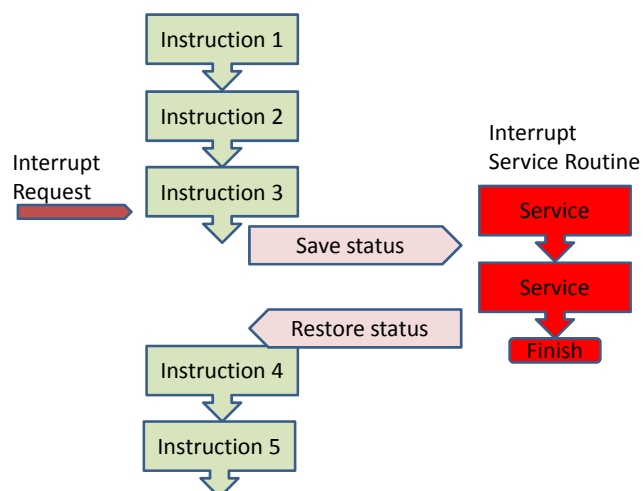 Instruction 1
Instruction 2
Interrupt
Service Routine
Interrupt
Request
Instruction 3
Service
Save status
Service
Restore status
Finish
Instruction 4
Instruction 5